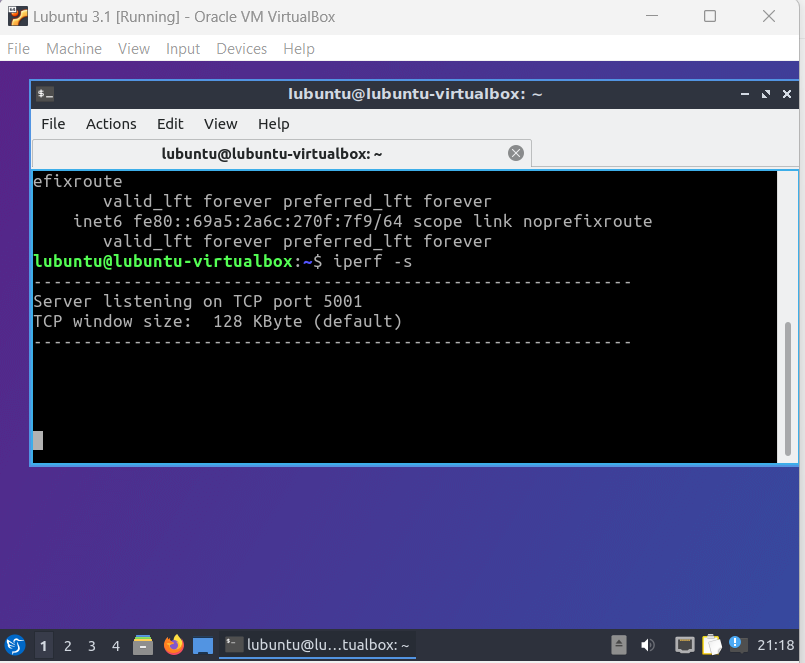 Lubuntu 3.1 [Running] - Oracle VM VirtualBox
File Machine View Input Devices Help
$_ lubuntu@lubuntu-virtualbox: ~
File Actions Edit View Help
lubuntu@lubuntu-virtualbox: ~
efixroute
       valid_lft forever preferred_lft forever
    inet6 fe80::69a5:2a6c:270f:7f9/64 scope link noprefixroute
       valid_lft forever preferred_lft forever
lubuntu@lubuntu-virtualbox:~$ iperf -s
------------------------------------------------------------
Server listening on TCP port 5001
TCP window size:  128 KByte (default)
------------------------------------------------------------
1 2 3 4 lubuntu@lu...tualbox: ~ 21:18